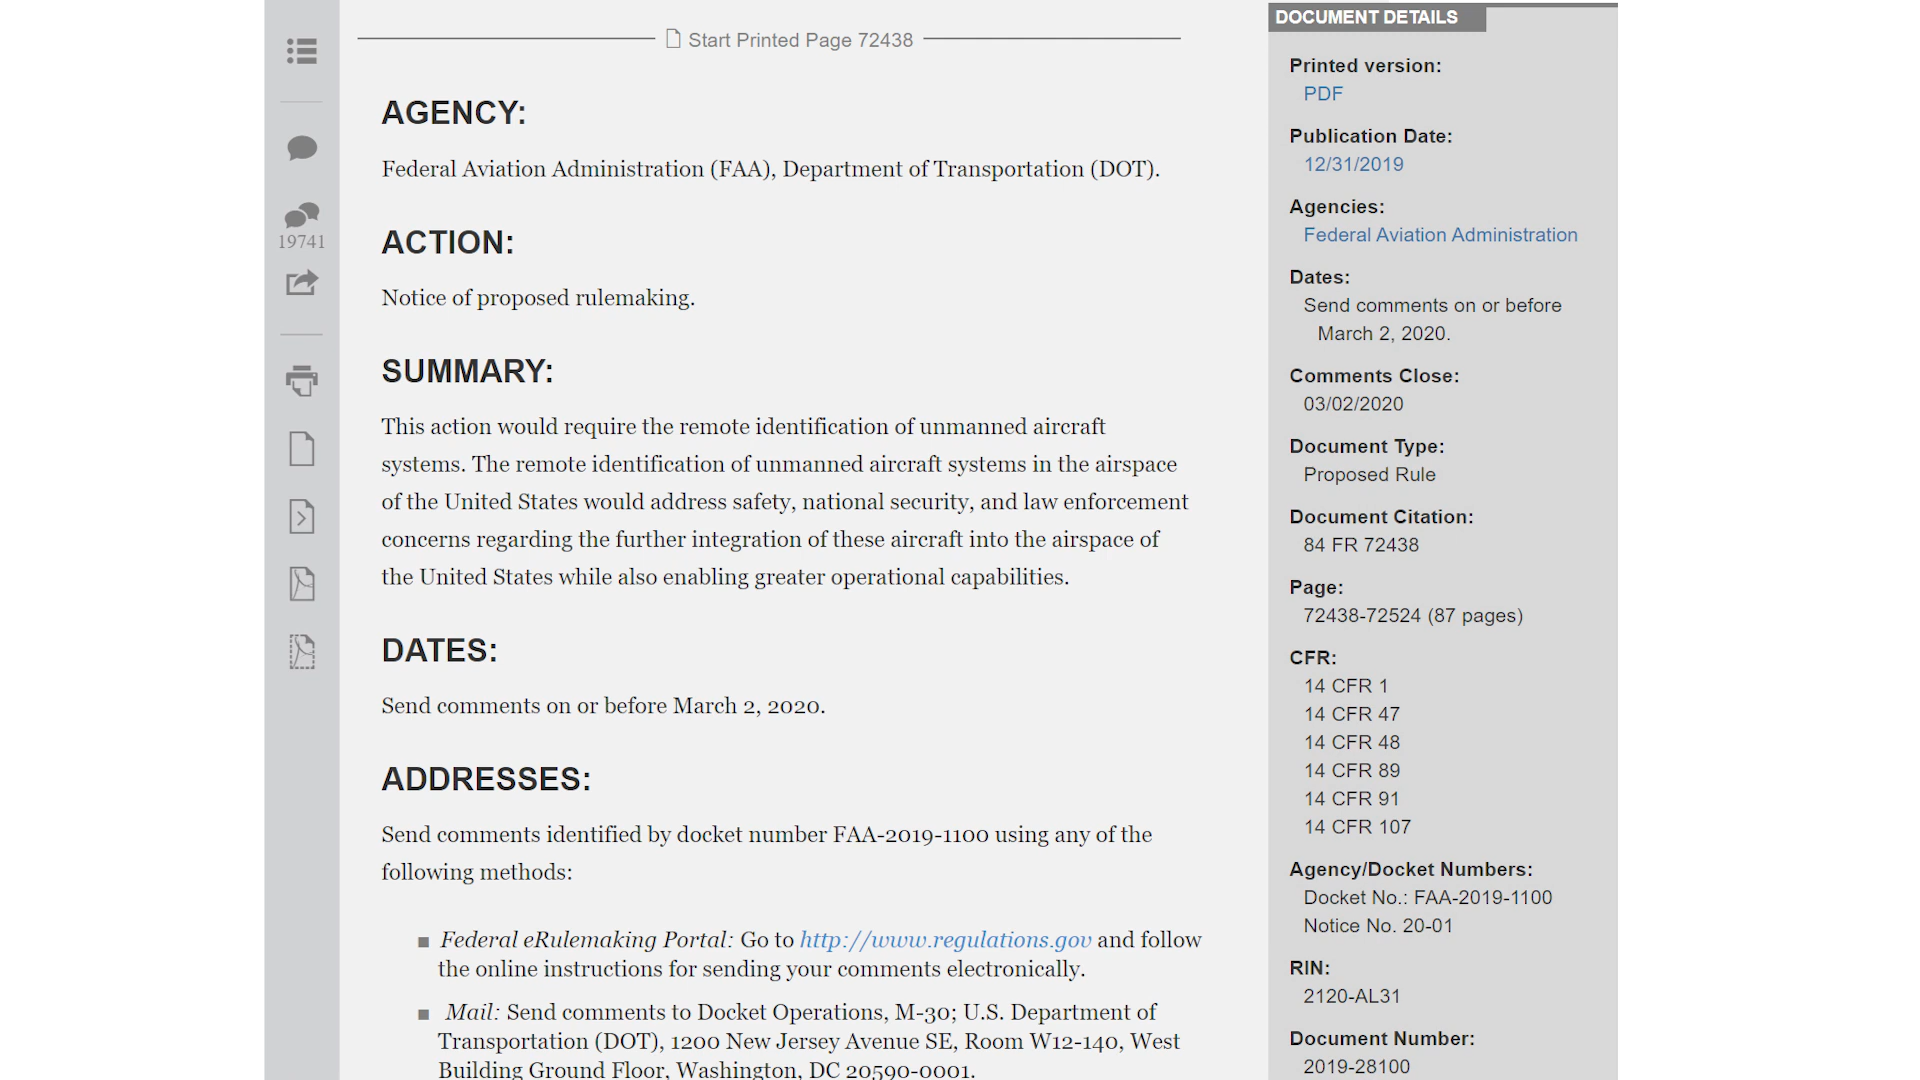 Start Printed Page 72438
AGENCY:
Federal Aviation Administration (FAA), Department of Transportation (DOT).
ACTION:
Notice of proposed rulemaking.
SUMMARY:
This action would require the remote identification of unmanned aircraft
systems. The remote identification of unmanned aircraft systems in the airspace
of the United States would address safety, national security, and law enforcement
concerns regarding the further integration of these aircraft into the airspace of
the United States while also enabling greater operational capabilities.
DATES:
Send comments on or before March 2, 2020.
ADDRESSES:
Send comments identified by docket number FAA-2019-1100 using any of the
following methods:
Federal eRulemaking Portal: Go to http://www.regulations.gov and follow
the online instructions for sending your comments electronically.
Mail: Send comments to Docket Operations, M-30; U.S. Department of
Transportation (DOT), 1200 New Jersey Avenue SE, Room W12-140, West
Building Ground Floor, Washington, DC 20590-0001.
19741
DOCUMENT DETAILS
Printed version:
PDF
Publication Date:
12/31/2019
Agencies:
Federal Aviation Administration
Dates:
Send comments on or before
March 2, 2020.
Comments Close:
03/02/2020
Document Type:
Proposed Rule
Document Citation:
84 FR 72438
Page:
72438-72524 (87 pages)
CFR:
14 CFR 1
14 CFR 47
14 CFR 48
14 CFR 89
14 CFR 91
14 CFR 107
Agency/Docket Numbers:
Docket No.: FAA-2019-1100
Notice No. 20-01
RIN:
2120-AL31
Document Number:
2019-28100